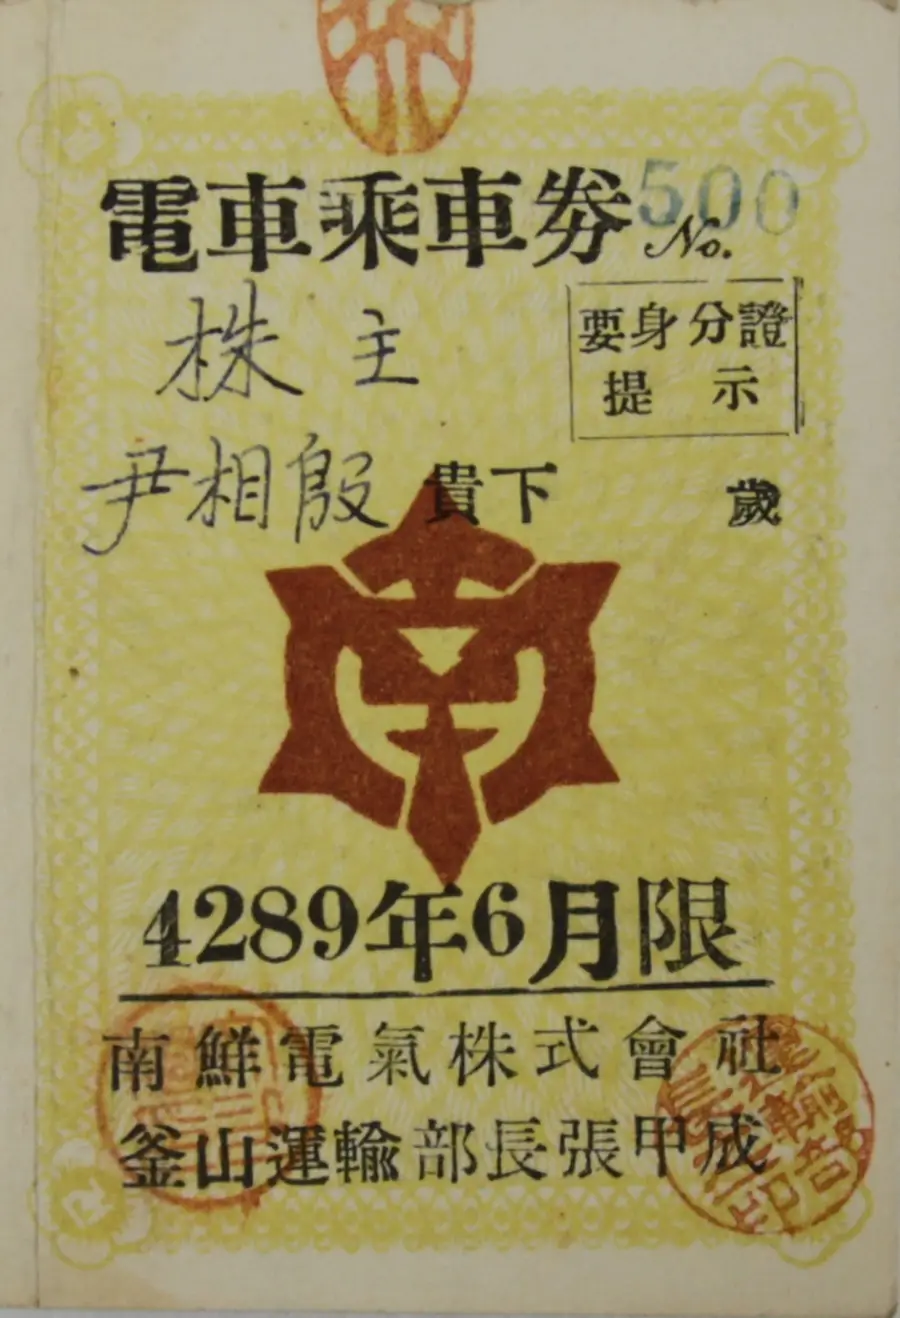 電車乘車券 No. 500
株主
要身分證
提示
尹相殷 貴下 歲
4289年6月限
南鮮電氣株式會社
釜山運輸部長張甲成